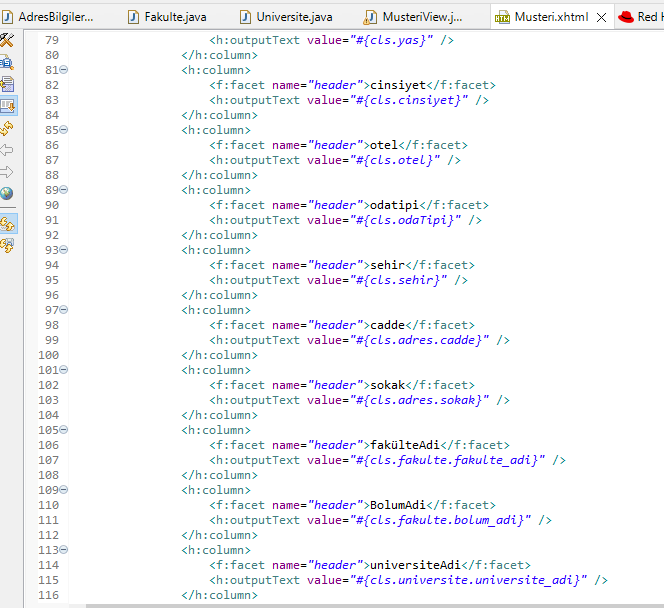 AdresBilgiler... Fakulte.java Universite.java MusteriView.j... Musteri.xhtml Red H
79 <h:outputText value="#{cls.yas}" />
80 </h:column>
81 <h:column>
82 <f:facet name="header">cinsiyet</f:facet>
83 <h:outputText value="#{cls.cinsiyet}" />
84 </h:column>
85 <h:column>
86 <f:facet name="header">otel</f:facet>
87 <h:outputText value="#{cls.otel}" />
88 </h:column>
89 <h:column>
90 <f:facet name="header">odatipi</f:facet>
91 <h:outputText value="#{cls.odaTipi}" />
92 </h:column>
93 <h:column>
94 <f:facet name="header">sehir</f:facet>
95 <h:outputText value="#{cls.sehir}" />
96 </h:column>
97 <h:column>
98 <f:facet name="header">cadde</f:facet>
99 <h:outputText value="#{cls.adres.cadde}" />
100 </h:column>
101 <h:column>
102 <f:facet name="header">sokak</f:facet>
103 <h:outputText value="#{cls.adres.sokak}" />
104 </h:column>
105 <h:column>
106 <f:facet name="header">fakülteAdi</f:facet>
107 <h:outputText value="#{cls.fakulte.fakulte_adi}" />
108 </h:column>
109 <h:column>
110 <f:facet name="header">BolumAdi</f:facet>
111 <h:outputText value="#{cls.fakulte.bolum_adi}" />
112 </h:column>
113 <h:column>
114 <f:facet name="header">universiteAdi</f:facet>
115 <h:outputText value="#{cls.universite.universite_adi}" />
116 </h:column>